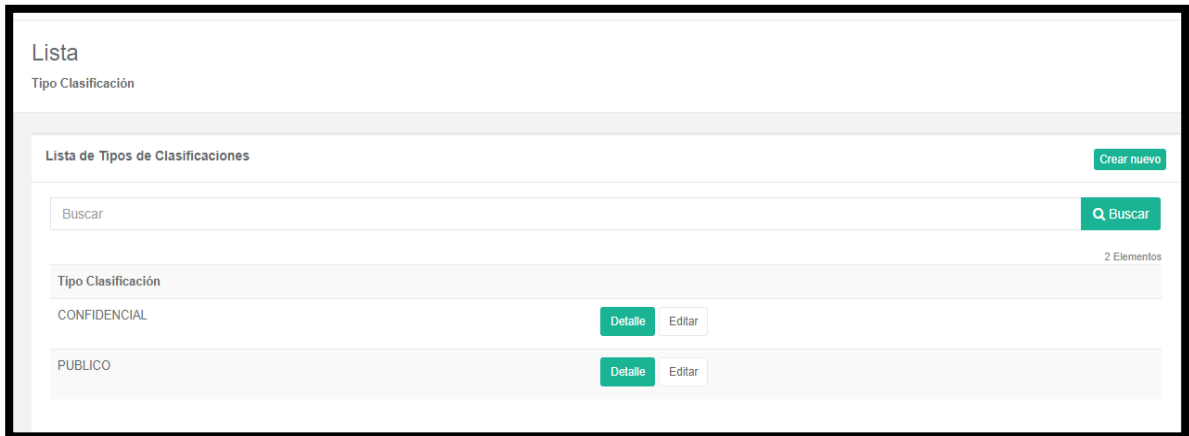 Lista
Tipo Clasificación
Lista de Tipos de Clasificaciones
Crear nuevo
Buscar
Buscar
2 Elementos
Tipo Clasificación
CONFIDENCIAL Detalle Editar
PUBLICO Detalle Editar